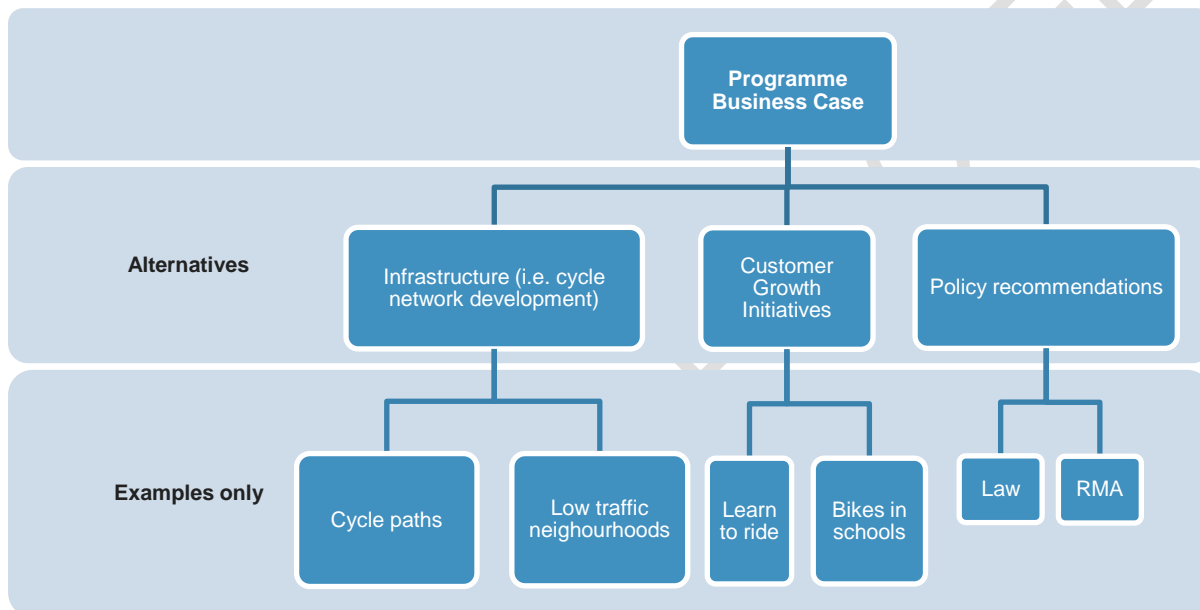 Programme
Business Case
Alternatives
Infrastructure (i.e. cycle
network development)
Customer
Growth
Initiatives
Policy recommendations
Examples only
Cycle paths
Low traffic
neighourhoods
Learn
to ride
Bikes in
schools
Law
RMA